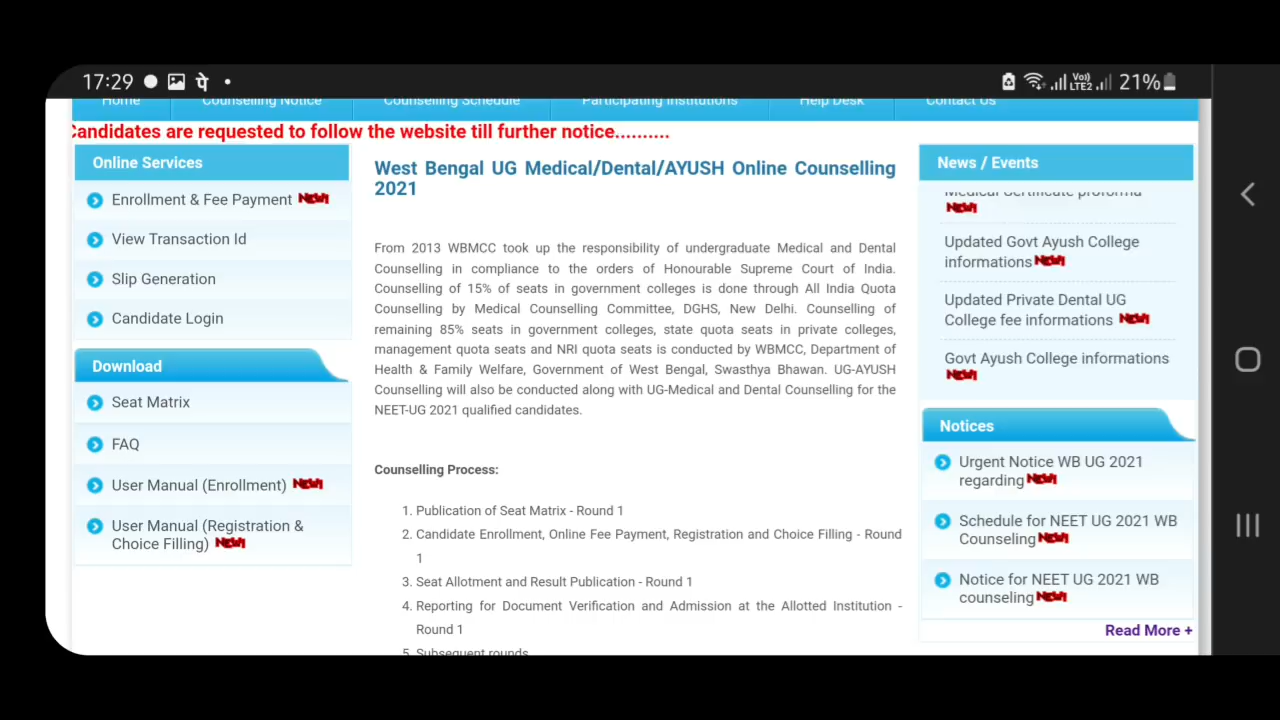 17:29
Vo)) LTE2 21%
Home Counselling Notice Counselling Schedule Participating Institutions Help Desk Contact Us
Candidates are requested to follow the website till further notice..........
Online Services
Enrollment & Fee Payment NEW!
View Transaction Id
Slip Generation
Candidate Login
Download
Seat Matrix
FAQ
User Manual (Enrollment) NEW!
User Manual (Registration &
Choice Filling) NEW!
West Bengal UG Medical/Dental/AYUSH Online Counselling
2021
From 2013 WBMCC took up the responsibility of undergraduate Medical and Dental
Counselling in compliance to the orders of Honourable Supreme Court of India.
Counselling of 15% of seats in government colleges is done through All India Quota
Counselling by Medical Counselling Committee, DGHS, New Delhi. Counselling of
remaining 85% seats in government colleges, state quota seats in private colleges,
management quota seats and NRI quota seats is conducted by WBMCC, Department of
Health & Family Welfare, Government of West Bengal, Swasthya Bhawan. UG-AYUSH
Counselling will also be conducted along with UG-Medical and Dental Counselling for the
NEET-UG 2021 qualified candidates.
Counselling Process:
1. Publication of Seat Matrix - Round 1
2. Candidate Enrollment, Online Fee Payment, Registration and Choice Filling - Round
1
3. Seat Allotment and Result Publication - Round 1
4. Reporting for Document Verification and Admission at the Allotted Institution -
Round 1
5. Subsequent rounds
News / Events
Medical Certificate proforma
NEW!
Updated Govt Ayush College
informations NEW!
Updated Private Dental UG
College fee informations NEW!
Govt Ayush College informations
NEW!
Notices
Urgent Notice WB UG 2021
regarding NEW!
Schedule for NEET UG 2021 WB
Counseling NEW!
Notice for NEET UG 2021 WB
counseling NEW!
Read More +